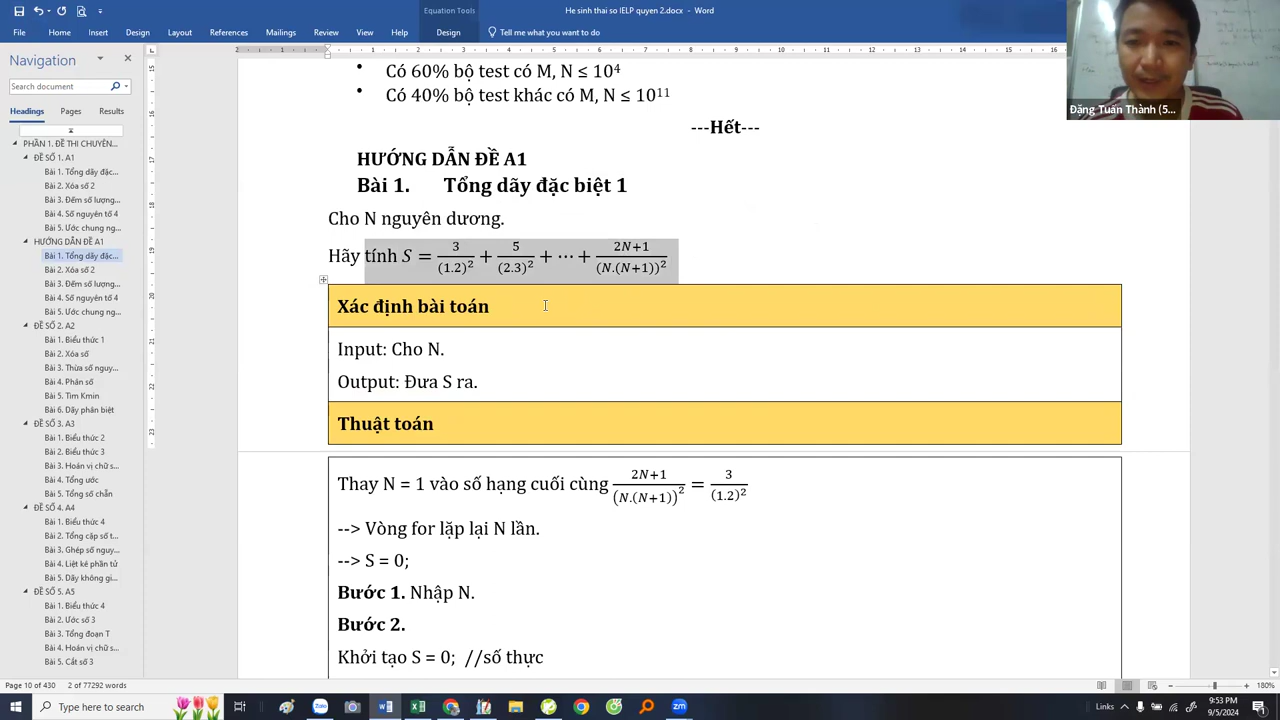 Equation Tools
He sinh thai so IELP quyen 2.docx - Word
File
Home
Insert
Design
Layout
References
Mailings
Review
View
Help
Design
Tell me what you want to do
Đặng Tuấn Thành (5...
Navigation
Search document
Headings
Pages
Results
PHẦN 1. ĐỀ THI CHUYÊN...
ĐỀ SỐ 1. A1
Bài 1. Tổng dãy đặc...
Bài 2. Xóa số 2
Bài 3. Đếm số lượng
Bài 4. Số nguyên tố 4
Bài 5. Ước chung ng...
HƯỚNG DẪN ĐỀ A1
Bài 1. Tổng dãy đặc...
Bài 2. Xóa số 2
Bài 3. Đếm số lượng
Bài 4. Số nguyên tố 4
Bài 5. Ước chung ng...
ĐỀ SỐ 2. A2
Bài 1. Biểu thức 1
Bài 2. Xóa số
Bài 3. Thừa số nguy...
Bài 4. Phân số
Bài 5. Tìm Kmin
Bài 6. Dãy phân biệt
ĐỀ SỐ 3. A3
Bài 1. Biểu thức 2
Bài 2. Biểu thức 3
Bài 3. Hoán vị chữ số
Bài 4. Tổng ước
Bài 5. Tổng số chẵn
ĐỀ SỐ 4. A4
Bài 1. Biểu thức 4
Bài 2. Tổng cặp số t...
Bài 3. Ghép số nguy...
Bài 4. Liệt kê phần tử
Bài 5. Dãy không gi...
ĐỀ SỐ 5. A5
Bài 1. Biểu thức 4
Bài 2. Ước số 3
Bài 3. Tổng đoạn T
Bài 4. Hoán vị chữ s...
Bài 5. Cắt số 3
• Có 60% bộ test có M, N ≤ 10⁴
• Có 40% bộ test khác có M, N ≤ 10¹¹
---Hết---
HƯỚNG DẪN ĐỀ A1
Bài 1. Tổng dãy đặc biệt 1
Cho N nguyên dương.
Hãy tính S = 3/(1.2)² + 5/(2.3)² + ⋯ + (2N+1)/(N.(N+1))²
Xác định bài toán
Input: Cho N.
Output: Đưa S ra.
Thuật toán
Thay N = 1 vào số hạng cuối cùng (2N+1)/(N.(N+1))² = 3/(1.2)²
--> Vòng for lặp lại N lần.
--> S = 0;
Bước 1. Nhập N.
Bước 2.
Khởi tạo S = 0; //số thực
Page 10 of 430
2 of 77292 words
180%
Type here to search
9:53 PM
9/5/2024